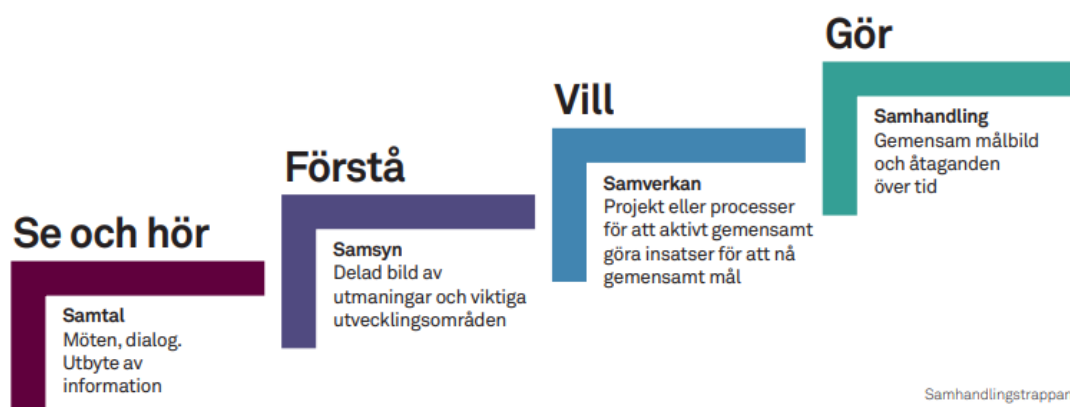 Se och hör
Samtal
Möten, dialog.
Utbyte av
information
Förstå
Samsyn
Delad bild av
utmaningar och viktiga
utvecklingsområden
Vill
Samverkan
Projekt eller processer
för att aktivt gemensamt
göra insatser för att nå
gemensamt mål
Gör
Samhandling
Gemensam målbild
och åtaganden
över tid
Samhandlingstrappan